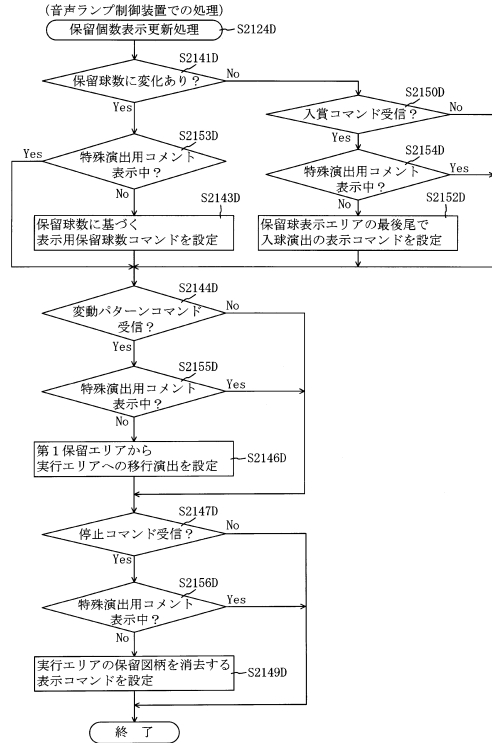 (音声ランプ制御装置での処理)
保留個数表示更新処理
S2124D
S2141D
保留球数に変化あり？
No
Yes
S2150D
入賞コマンド受信？
No
Yes
S2153D
Yes
特殊演出用コメント
表示中？
No
S2154D
特殊演出用コメント
表示中？
Yes
No
S2143D
保留球数に基づく
表示用保留球数コマンドを設定
S2152D
保留球表示エリアの最後尾で
入球演出の表示コマンドを設定
S2144D
変動パターンコマンド
受信？
No
Yes
S2155D
特殊演出用コメント
表示中？
Yes
No
第1保留エリアから
実行エリアへの移行演出を設定
S2146D
S2147D
停止コマンド受信？
No
Yes
S2156D
特殊演出用コメント
表示中？
Yes
No
実行エリアの保留図柄を消去する
表示コマンドを設定
S2149D
終 了